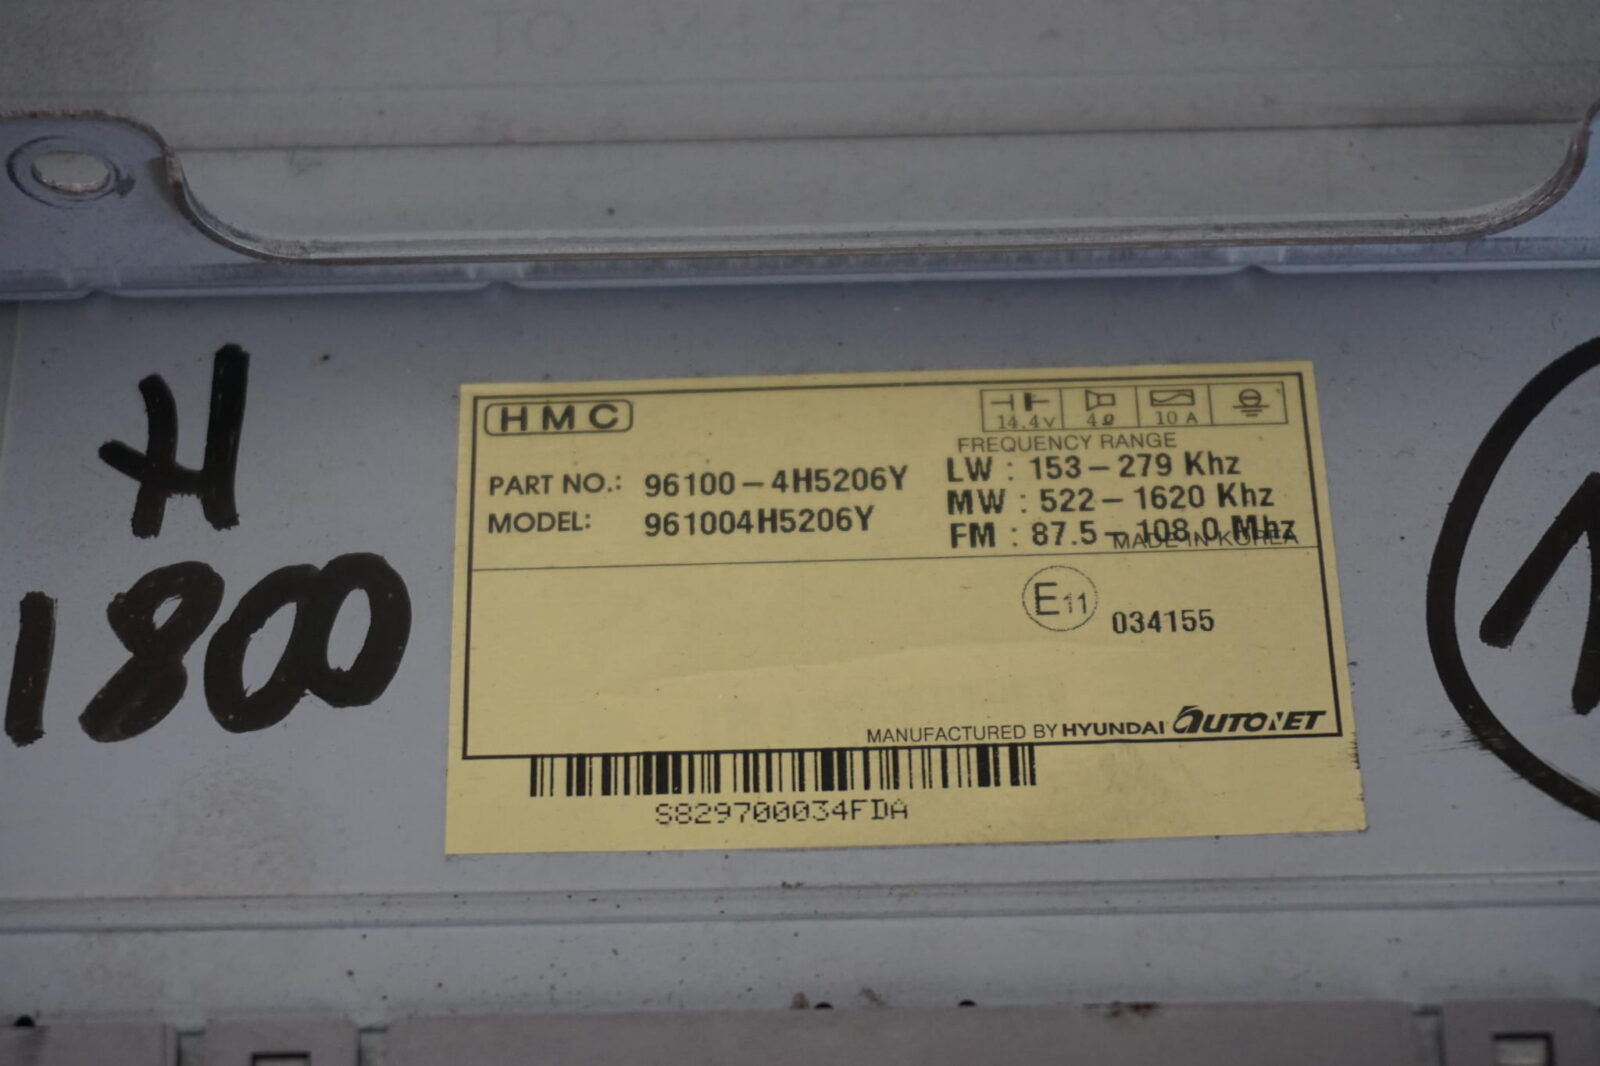 H
1800
HMC
14.4V 4Ω 10A
FREQUENCY RANGE
PART NO.: 96100-4H5206Y
MODEL: 961004H5206Y
LW : 153-279 Khz
MW : 522-1620 Khz
FM : 87.5-108.0 Mhz
MADE IN KOREA
E11 034155
MANUFACTURED BY HYUNDAI AUTONET
S829700034FDA